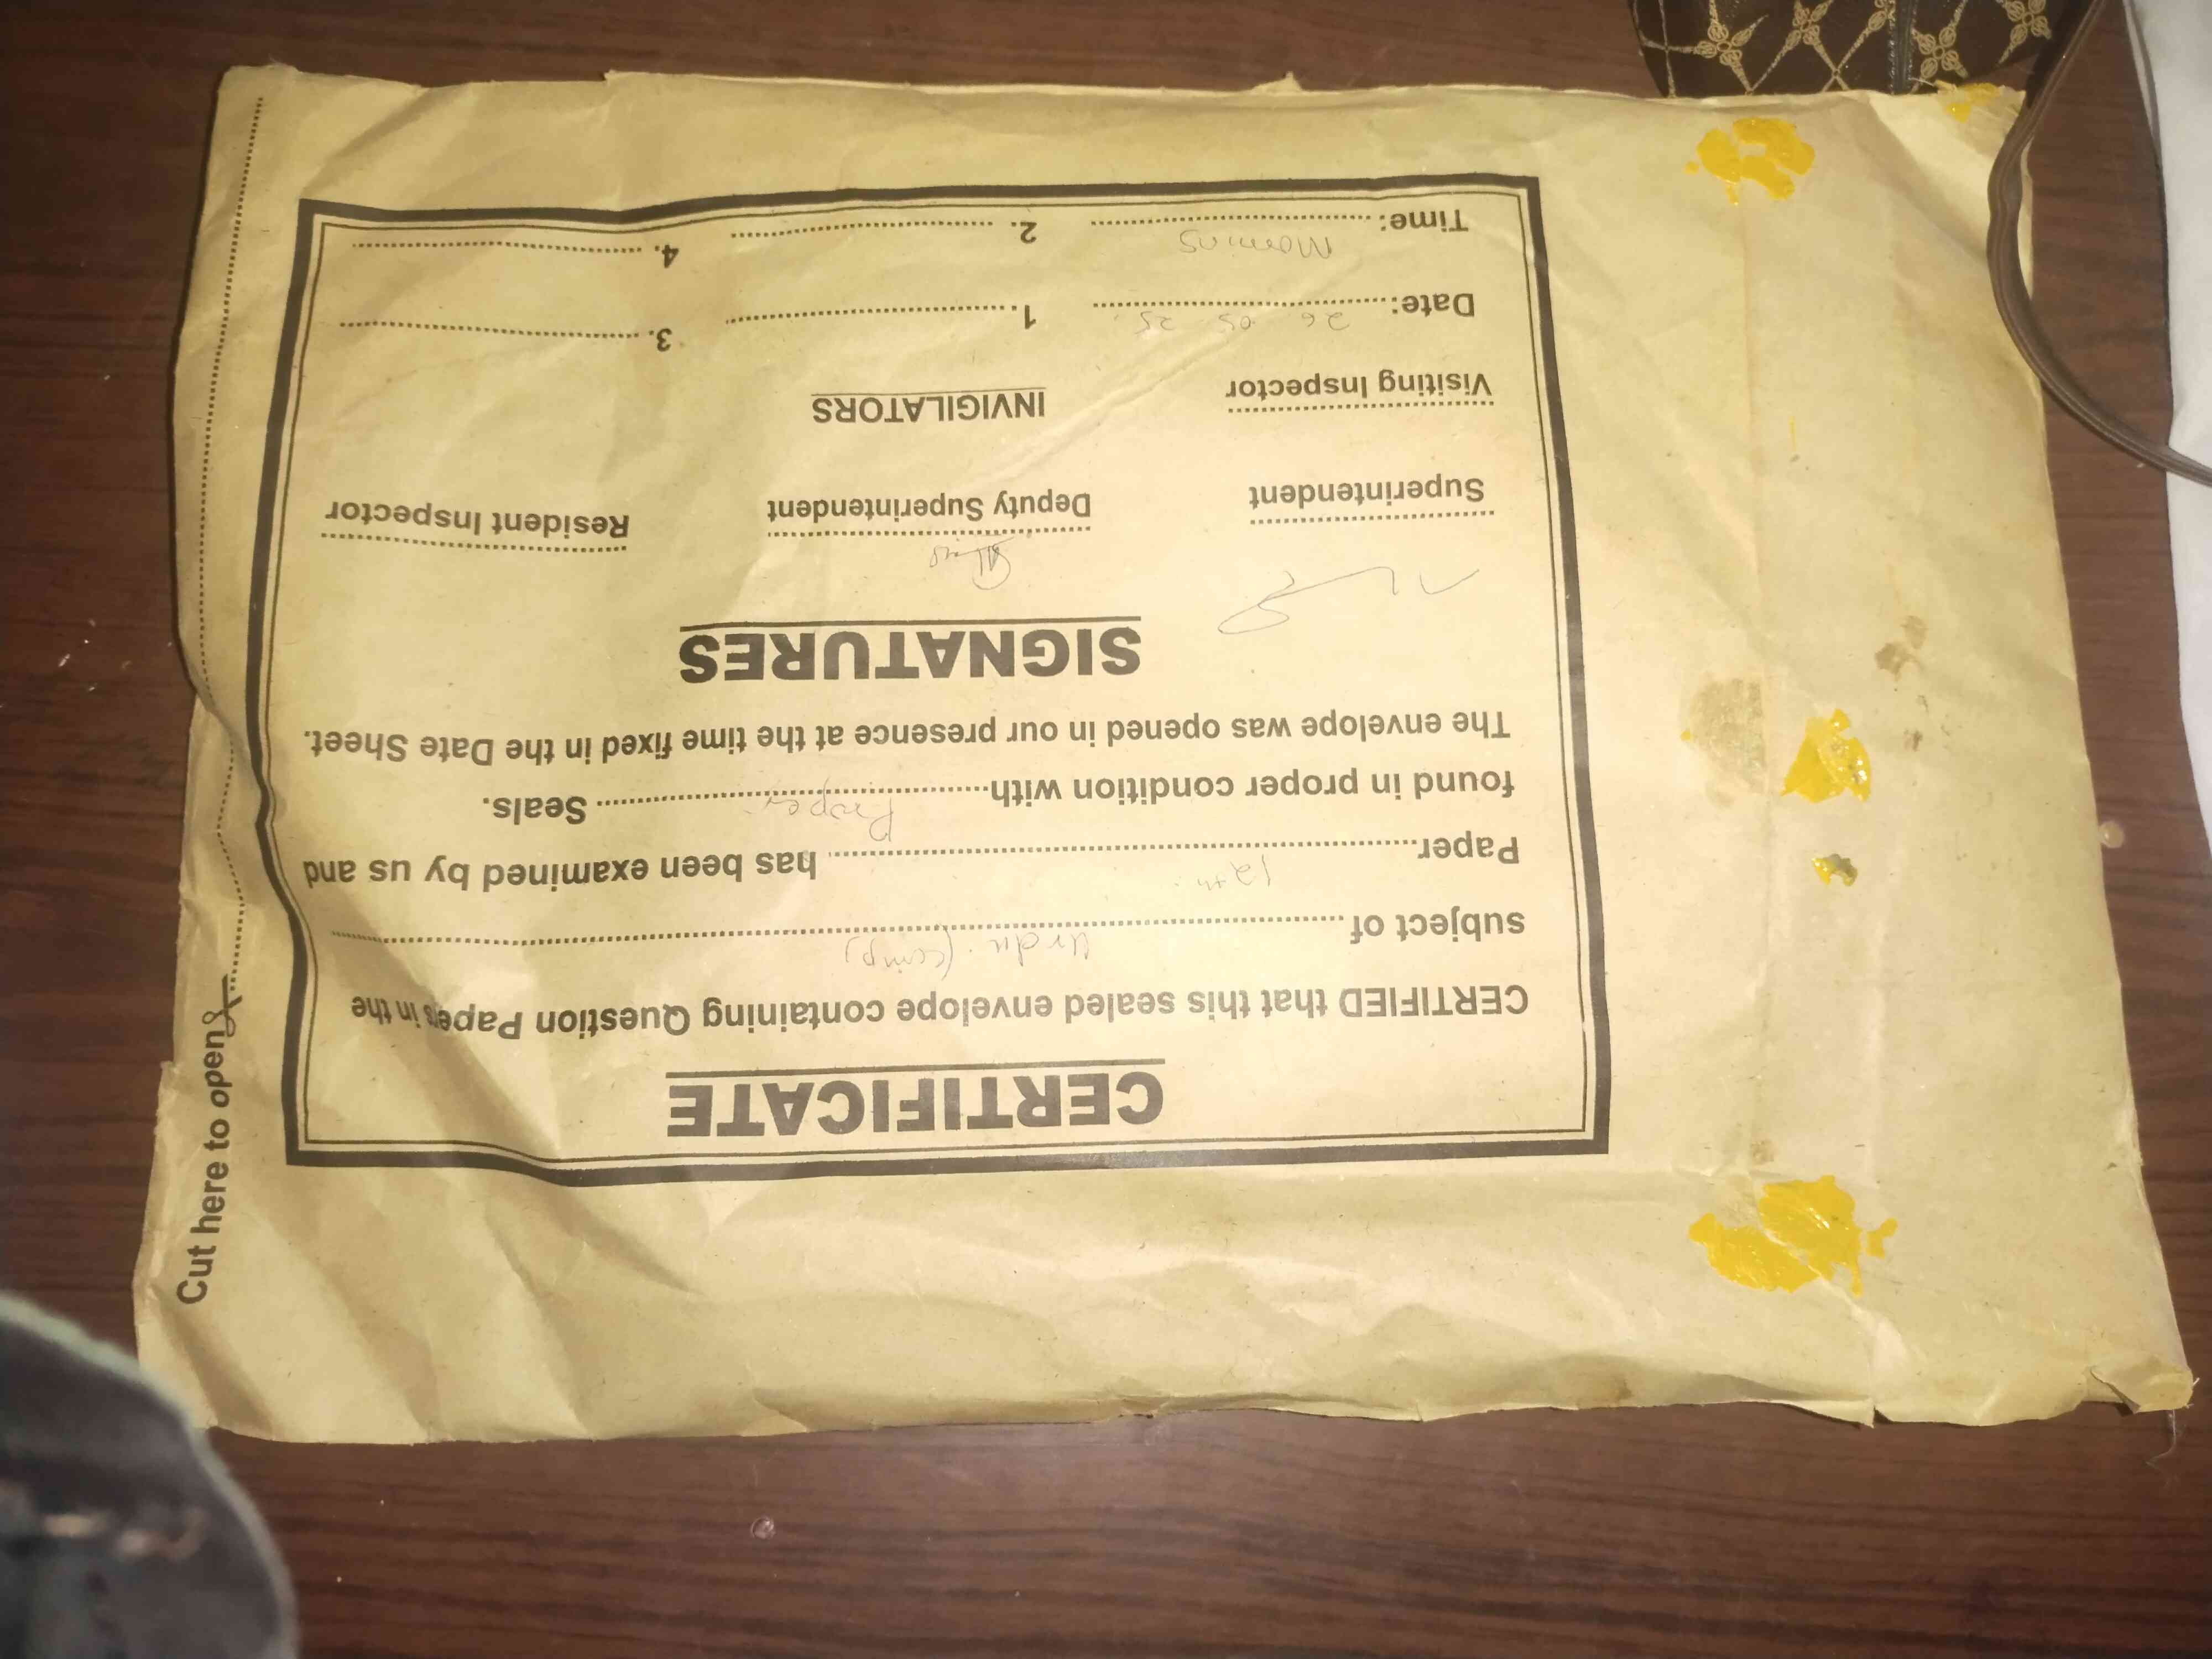 CERTIFICATE
CERTIFIED that this sealed envelope containing Question Papers in the
subject of Urdu (comp)
Paper 12th has been examined by us and
found in proper condition with Proper Seals.
The envelope was opened in our presence at the time fixed in the Date Sheet.
SIGNATURES
Superintendent Deputy Superintendent Resident Inspector
Visiting Inspector INVIGILATORS
Date: 26 05 25 1. 3.
Time: Morning 2. 4.
Cut here to open